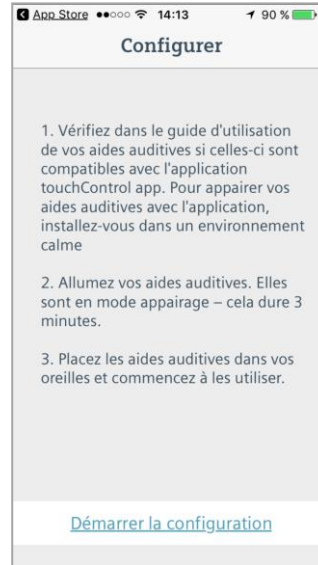 App Store 14:13 90 %
Configurer
1. Vérifiez dans le guide d'utilisation
de vos aides auditives si celles-ci sont
compatibles avec l'application
touchControl app. Pour appairer vos
aides auditives avec l'application,
installez-vous dans un environnement
calme
2. Allumez vos aides auditives. Elles
sont en mode appairage – cela dure 3
minutes.
3. Placez les aides auditives dans vos
oreilles et commencez à les utiliser.
Démarrer la configuration